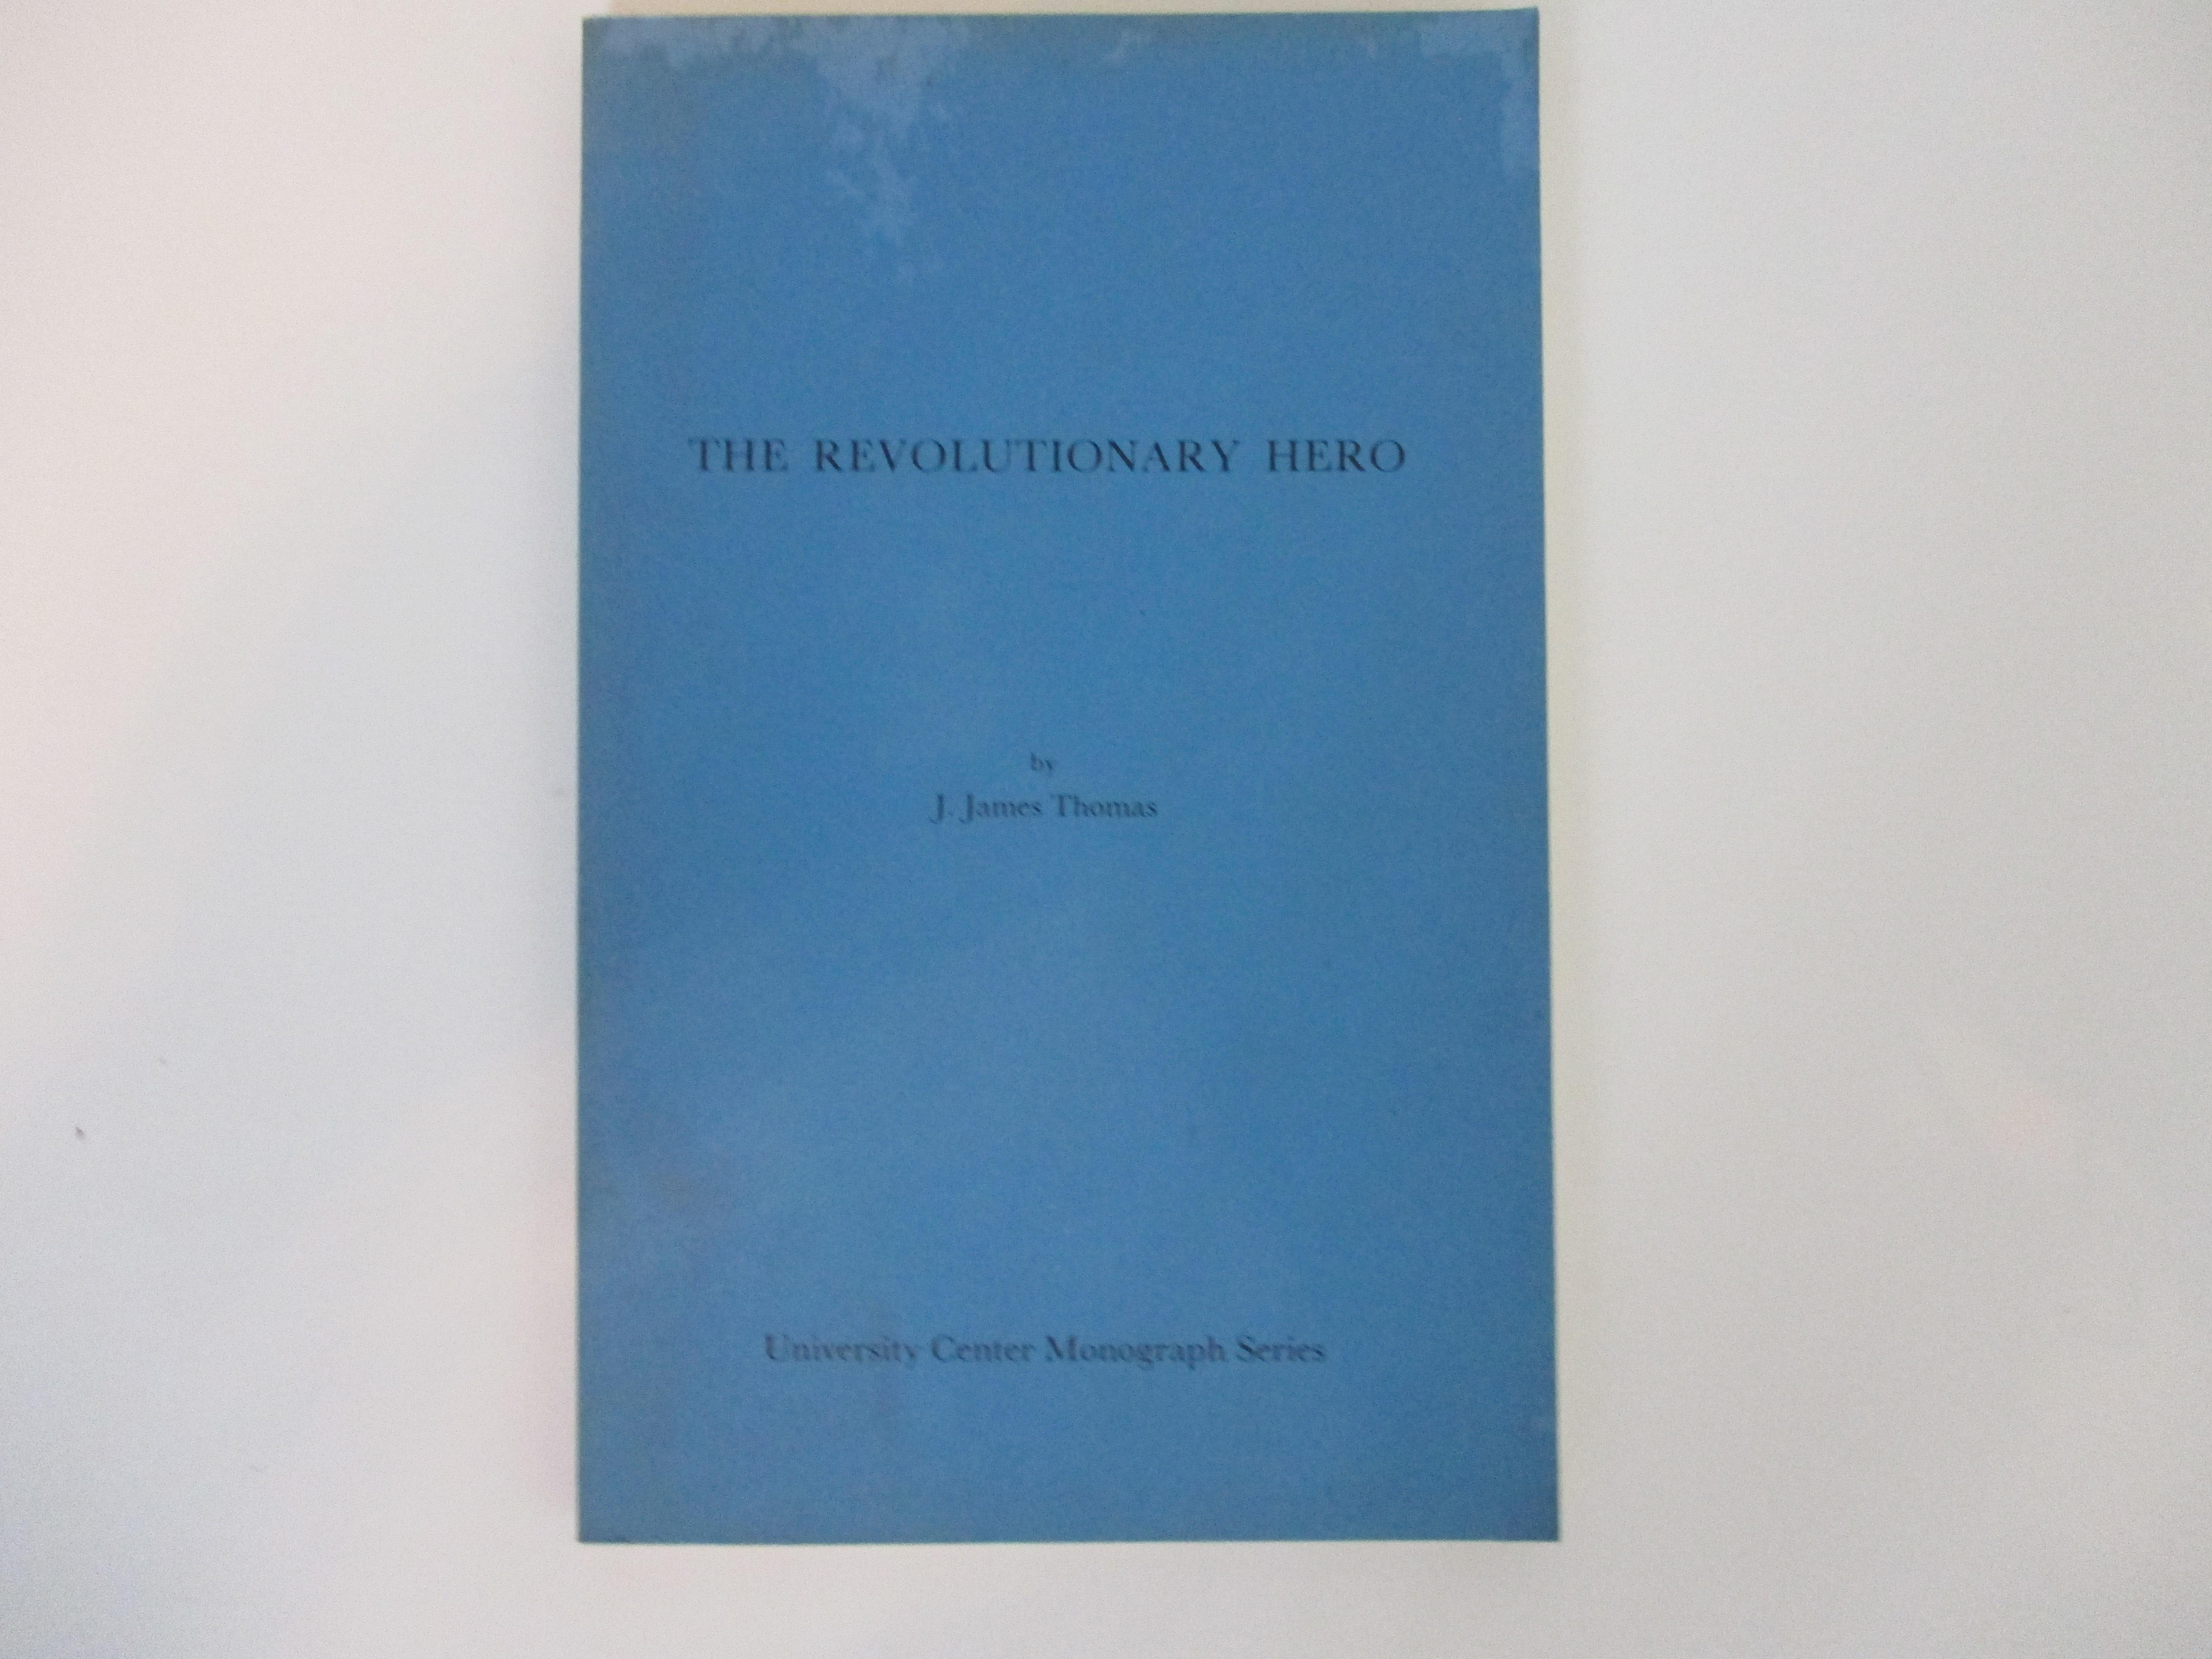 THE REVOLUTIONARY HERO
by
J. James Thomas
University Center Monograph Series